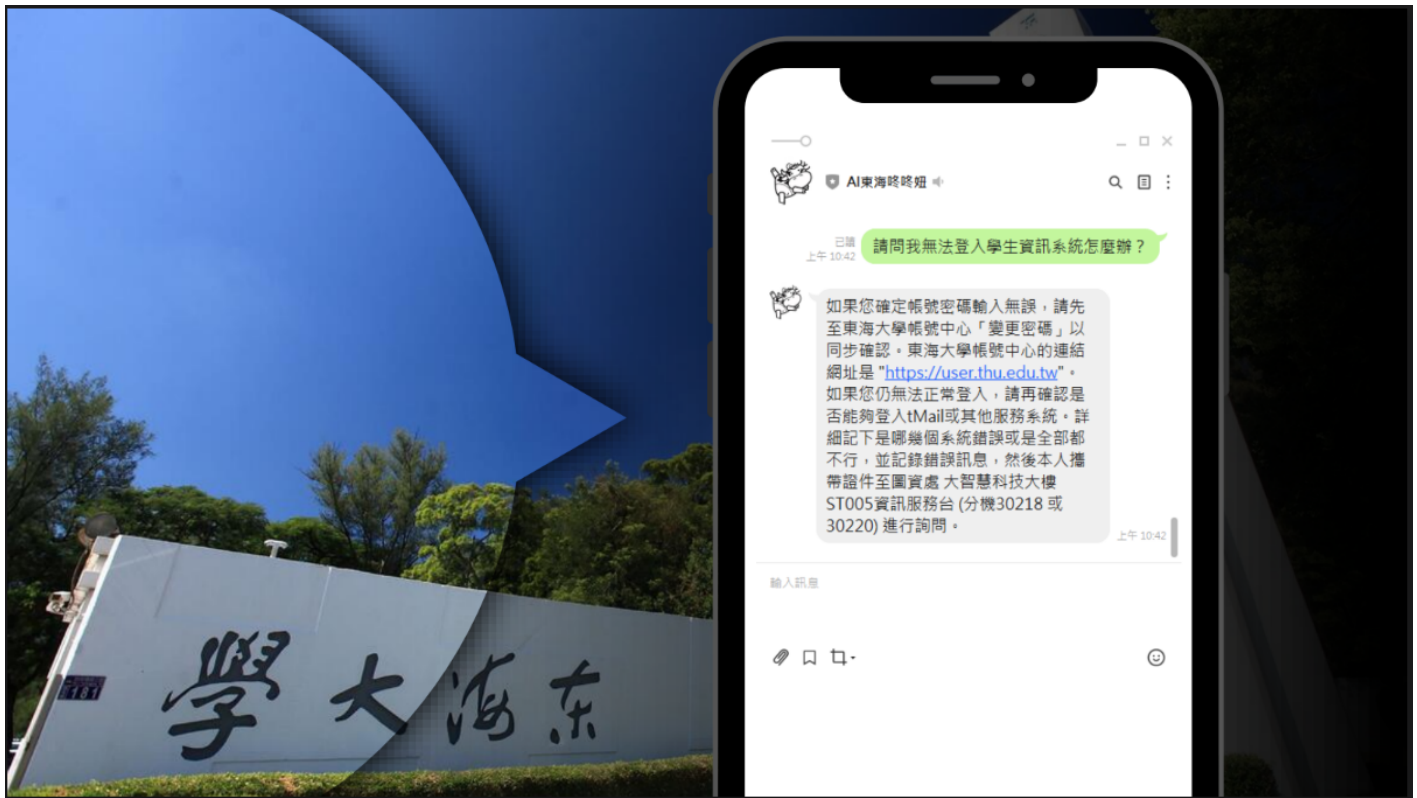 學大海东
181
AI東海咚咚妞
已讀
上午 10:42
請問我無法登入學生資訊系統怎麼辦？
如果您確定帳號密碼輸入無誤，請先
至東海大學帳號中心「變更密碼」以
同步確認。東海大學帳號中心的連結
網址是 "https://user.thu.edu.tw"。
如果您仍無法正常登入，請再確認是
否能夠登入tMail或其他服務系統。詳
細記下是哪幾個系統錯誤或是全部都
不行，並記錄錯誤訊息，然後本人攜
帶證件至圖資處 大智慧科技大樓
ST005資訊服務台 (分機30218 或
30220) 進行詢問。
上午 10:42
輸入訊息